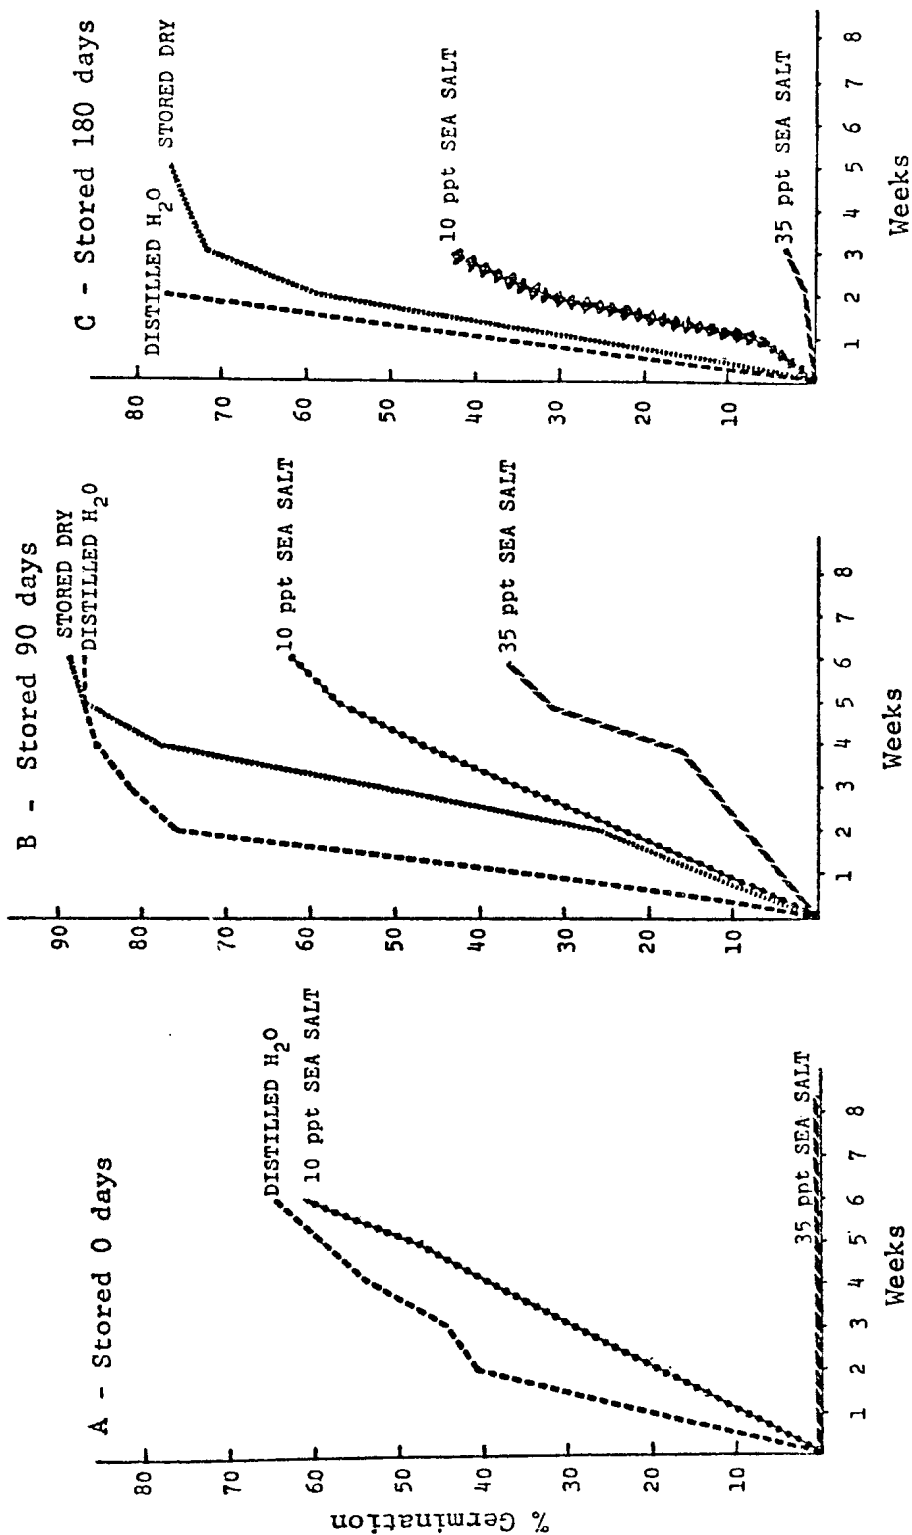 A - Stored 0 days
% Germination
80
70
60
50
40
30
20
10
DISTILLED H2O
10 ppt SEA SALT
35 ppt SEA SALT
1 2 3 4 5 6 7 8
Weeks
B - Stored 90 days
90
80
70
60
50
40
30
20
10
STORED DRY
DISTILLED H2O
10 ppt SEA SALT
35 ppt SEA SALT
1 2 3 4 5 6 7 8
Weeks
C - Stored 180 days
80
70
60
50
40
30
20
10
DISTILLED H2O
STORED DRY
10 ppt SEA SALT
35 ppt SEA SALT
1 2 3 4 5 6 7 8
Weeks